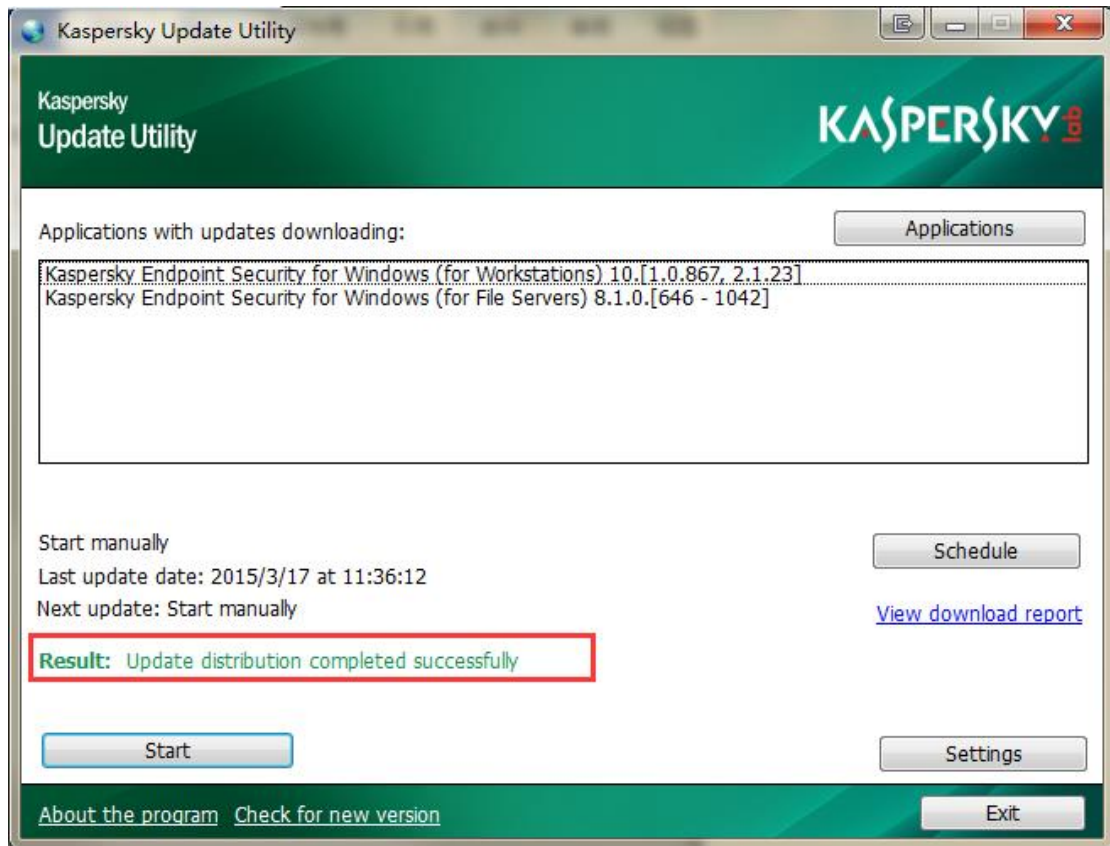 Kaspersky Update Utility
Kaspersky
Update Utility
KASPERSKY lab
Applications with updates downloading:
Applications
Kaspersky Endpoint Security for Windows (for Workstations) 10.[1.0.867, 2.1.23]
Kaspersky Endpoint Security for Windows (for File Servers) 8.1.0.[646 - 1042]
Start manually
Schedule
Last update date: 2015/3/17 at 11:36:12
Next update: Start manually
View download report
Result: Update distribution completed successfully
Start
Settings
About the program Check for new version
Exit